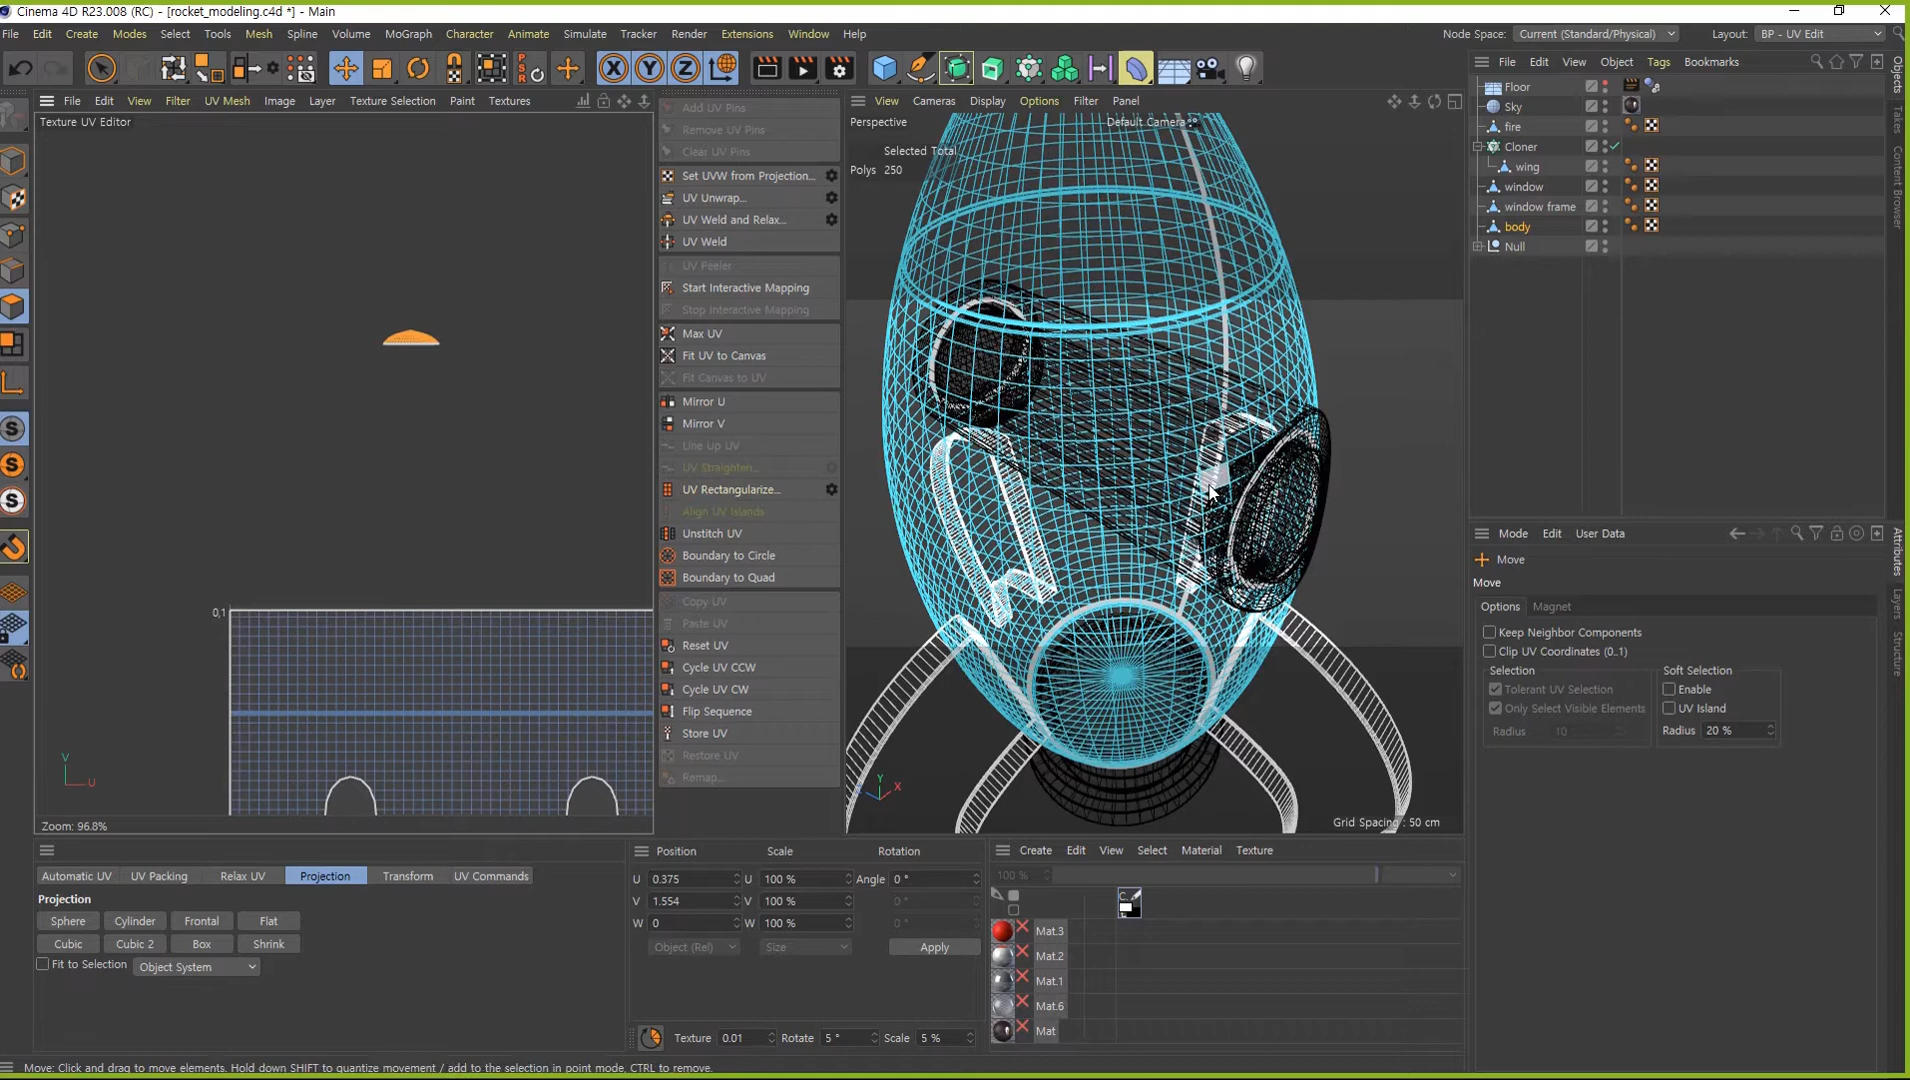 Cinema 4D R23.008 (RC) - [rocket_modeling.c4d *] - Main
File Edit Create Modes Select Tools Mesh Spline Volume MoGraph Character Animate Simulate Tracker Render Extensions Window Help
Node Space: Current (Standard/Physical) Layout: BP - UV Edit
File Edit View Filter UV Mesh Image Layer Texture Selection Paint Textures
Texture UV Editor
0,1
V
U
Zoom: 96.8%
Add UV Pins
Remove UV Pins
Clear UV Pins
Set UVW from Projection...
UV Unwrap...
UV Weld and Relax...
UV Weld
UV Peeler
Start Interactive Mapping
Stop Interactive Mapping
Max UV
Fit UV to Canvas
Fit Canvas to UV
Mirror U
Mirror V
Line Up UV
UV Straighten...
UV Rectangularize...
Align UV Islands
Unstitch UV
Boundary to Circle
Boundary to Quad
Copy UV
Paste UV
Reset UV
Cycle UV CCW
Cycle UV CW
Flip Sequence
Store UV
Restore UV
Remap...
View Cameras Display Options Filter Panel
Perspective Default Camera
Selected Total
Polys 250
Y
X
Grid Spacing : 50 cm
File Edit View Object Tags Bookmarks
Floor
Sky
fire
Cloner
wing
window
window frame
body
Null
Objects
Takes
Content Browser
Attributes
Layers
Structure
Mode Edit User Data
Move
Move
Options Magnet
Keep Neighbor Components
Clip UV Coordinates (0..1)
Selection Soft Selection
Tolerant UV Selection Enable
Only Select Visible Elements UV Island
Radius 10 Radius 20 %
Automatic UV UV Packing Relax UV Projection Transform UV Commands
Projection
Sphere Cylinder Frontal Flat
Cubic Cubic 2 Box Shrink
Fit to Selection Object System
Position Scale Rotation
U 0.375 U 100 % Angle 0 °
V 1.554 V 100 % 0 °
W 0 W 100 % 0 °
Object (Rel) Size Apply
Texture 0.01 Rotate 5 ° Scale 5 %
Create Edit View Select Material Texture
100 %
C
Mat.3
Mat.2
Mat.1
Mat.6
Mat
Move: Click and drag to move elements. Hold down SHIFT to quantize movement / add to the selection in point mode, CTRL to remove.